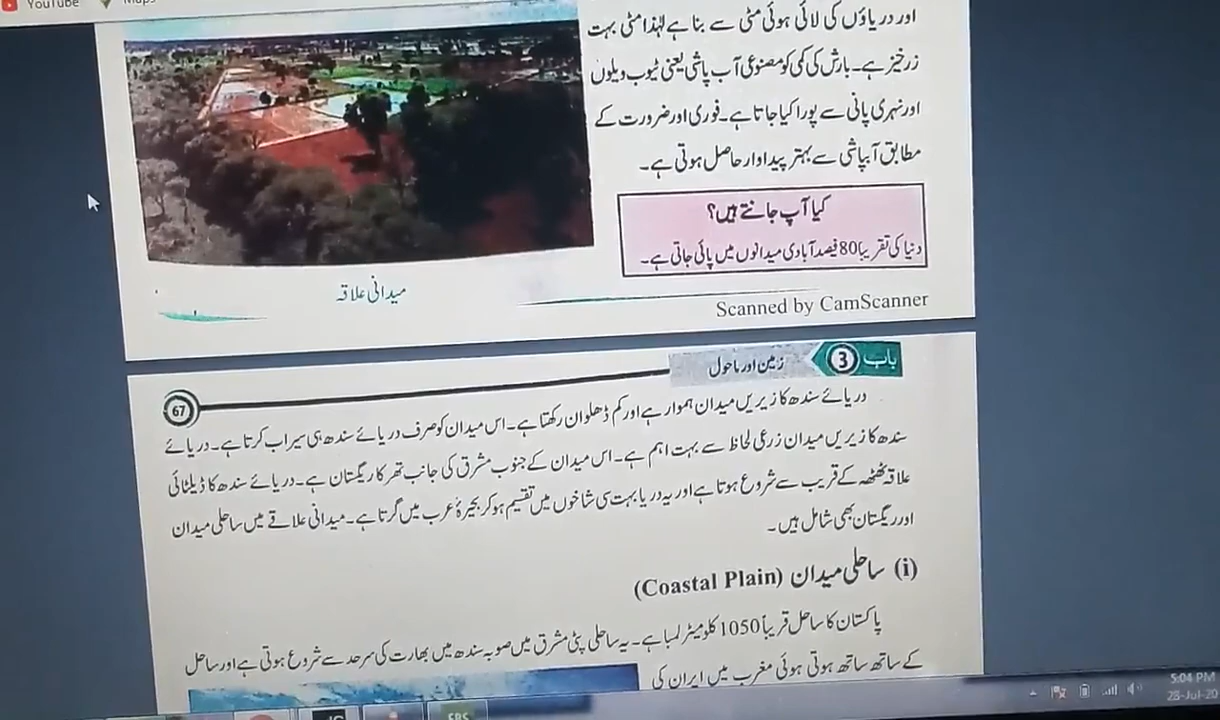 YouTube
Maps
اور دریاؤں کی لائی ہوئی مٹی سے بنا ہے لہٰذا مٹی بہت
زرخیز ہے۔ بارش کی کمی کو مصنوعی آب پاشی یعنی ٹیوب ویلوں
اور نہری پانی سے پورا کیا جاتا ہے۔ فوری اور ضرورت کے
مطابق آبپاشی سے بہتر پیداوار حاصل ہوتی ہے۔
کیا آپ جانتے ہیں؟
دنیا کی تقریباً 80 فیصد آبادی میدانوں میں پائی جاتی ہے۔
میدانی علاقہ
Scanned by CamScanner
باب 3 زمین اور ماحول
67
دریائے سندھ کا زیریں میدان ہموار ہے اور کم ڈھلوان رکھتا ہے۔ اس میدان کو صرف دریائے سندھ ہی سیراب کرتا ہے۔ دریائے
سندھ کا زیریں میدان زرعی لحاظ سے بہت اہم ہے۔ اس میدان کے جنوب مشرق کی جانب تھر کا ریگستان ہے۔ دریائے سندھ کا ڈیلٹائی
علاقہ ٹھٹھہ کے قریب سے شروع ہوتا ہے اور یہ دریا بہت سی شاخوں میں تقسیم ہو کر بحیرۂ عرب میں گرتا ہے۔ میدانی علاقے میں ساحلی میدان
اور ریگستان بھی شامل ہیں۔
(i) ساحلی میدان (Coastal Plain)
پاکستان کا ساحل قریباً 1050 کلومیٹر لمبا ہے۔ یہ ساحلی پٹی مشرق میں صوبہ سندھ میں بھارت کی سرحد سے شروع ہوتی ہے اور ساحل
کے ساتھ ساتھ ہوتی ہوئی مغرب میں ایران کی
5:04 PM
28-Jul-20